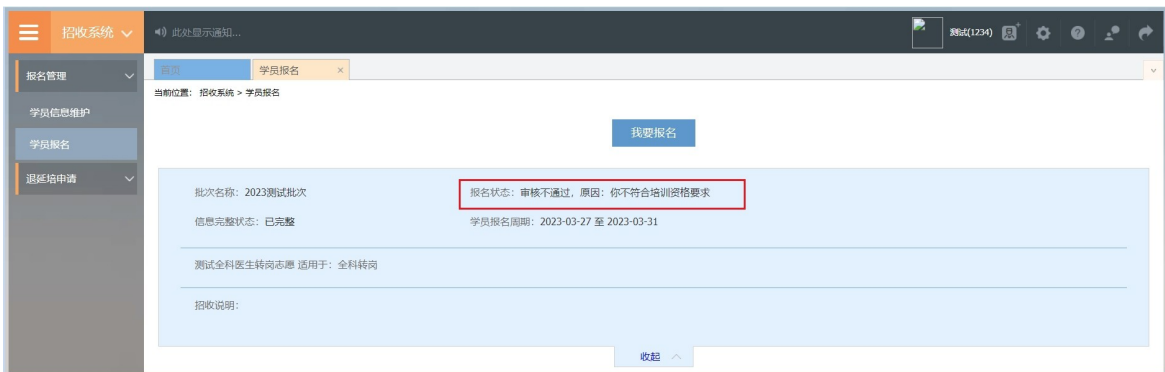 招收系统
此处显示通知...
测试(1234)
报名管理
首页
学员报名 ×
当前位置： 招收系统 > 学员报名
学员信息维护
我要报名
学员报名
退延培申请
批次名称：2023测试批次
报名状态：审核不通过，原因：你不符合培训资格要求
信息完整状态：已完整
学员报名周期：2023-03-27 至 2023-03-31
测试全科医生转岗志愿 适用于：全科转岗
招收说明：
收起